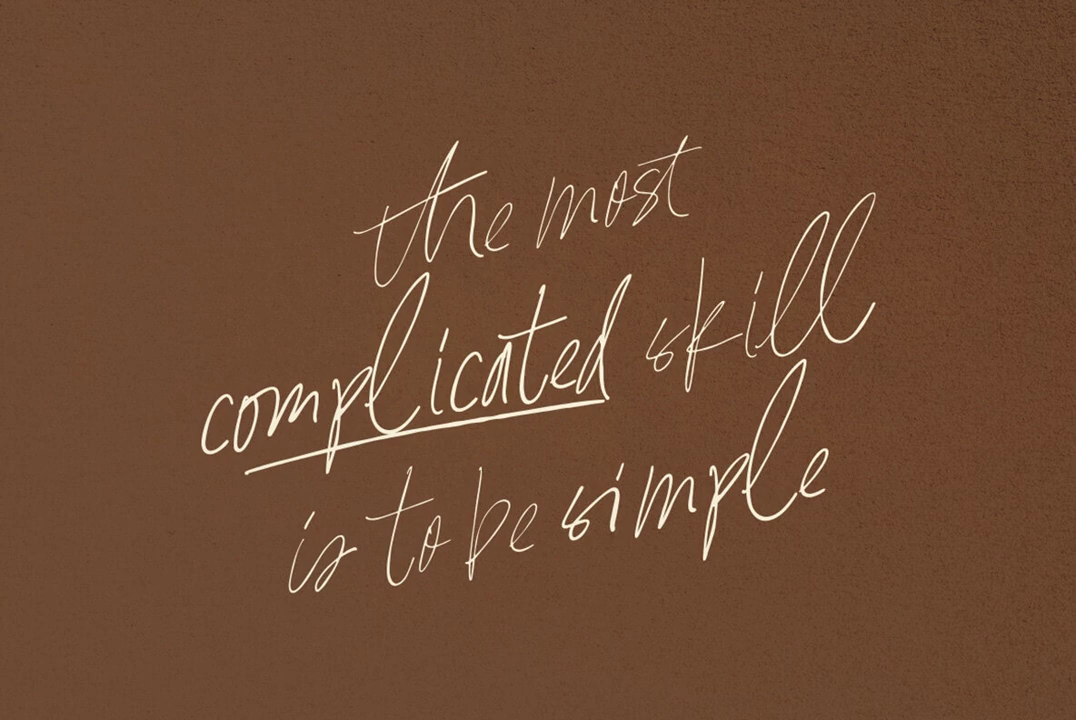 the most
complicated skill
is to be simple